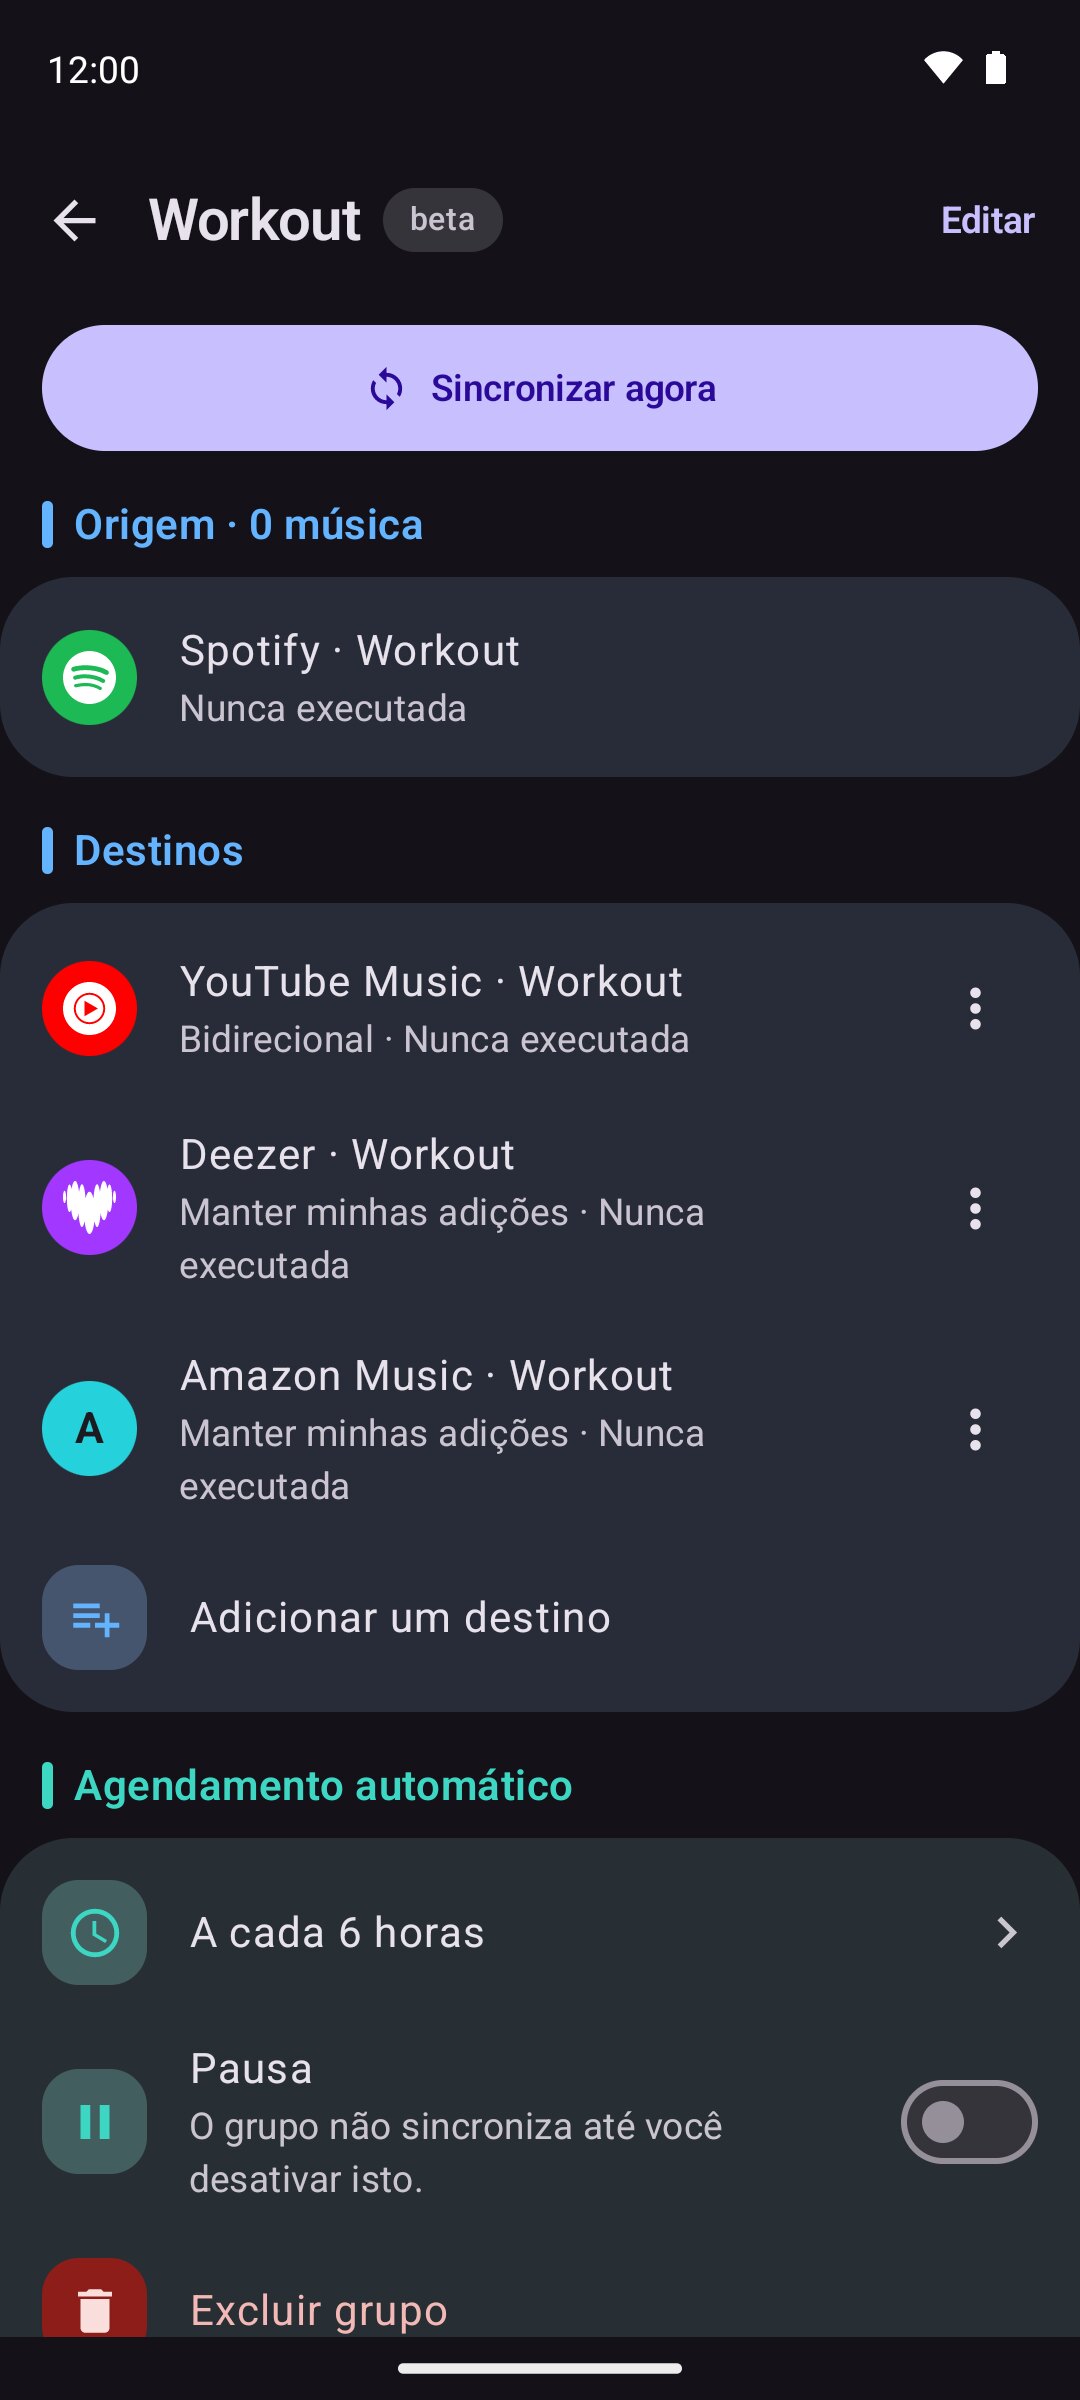 12:00
Workout
beta
Editar
Sincronizar agora
Origem · 0 música
Spotify · Workout
Nunca executada
Destinos
YouTube Music · Workout
Bidirecional · Nunca executada
Deezer · Workout
Manter minhas adições · Nunca
executada
A
Amazon Music · Workout
Manter minhas adições · Nunca
executada
Adicionar um destino
Agendamento automático
A cada 6 horas
Pausa
O grupo não sincroniza até você
desativar isto.
Excluir grupo